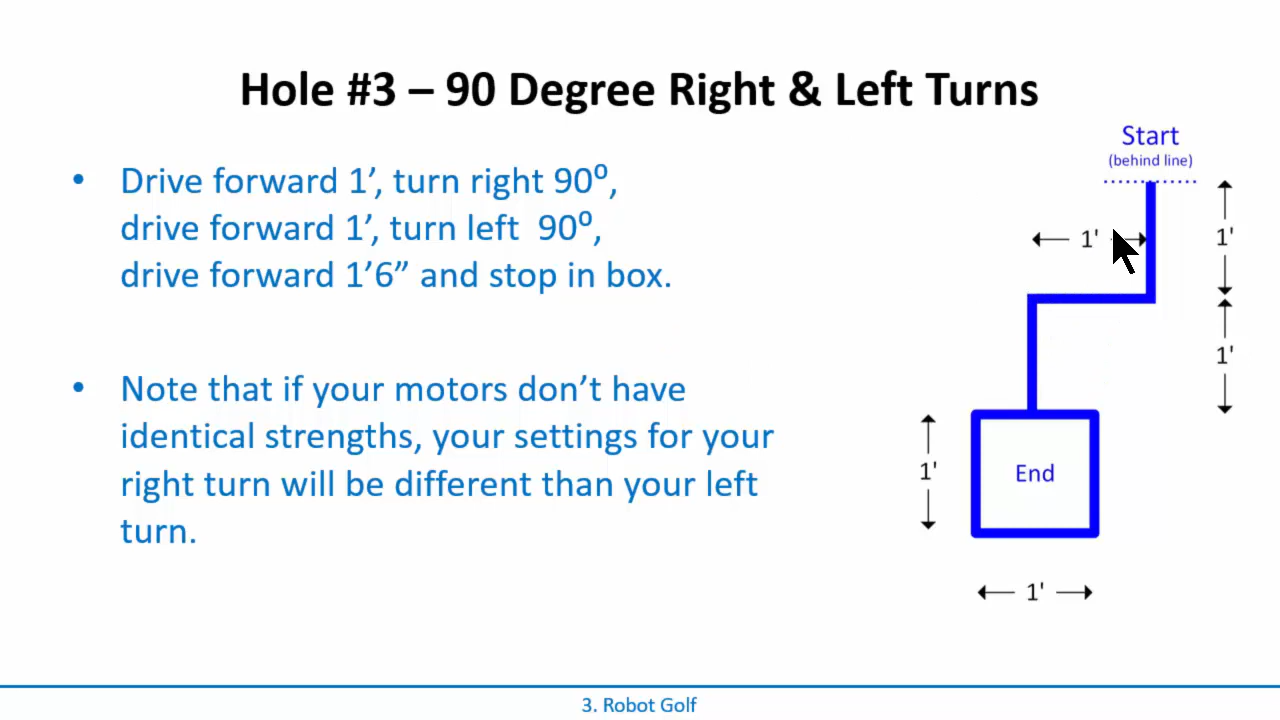 Hole #3 – 90 Degree Right & Left Turns
Start
(behind line)
• Drive forward 1’, turn right 90⁰,
drive forward 1’, turn left  90⁰,
drive forward 1’6” and stop in box.
1'
1'
1'
• Note that if your motors don’t have
identical strengths, your settings for your
right turn will be different than your left
turn.
1'
End
1'
3. Robot Golf